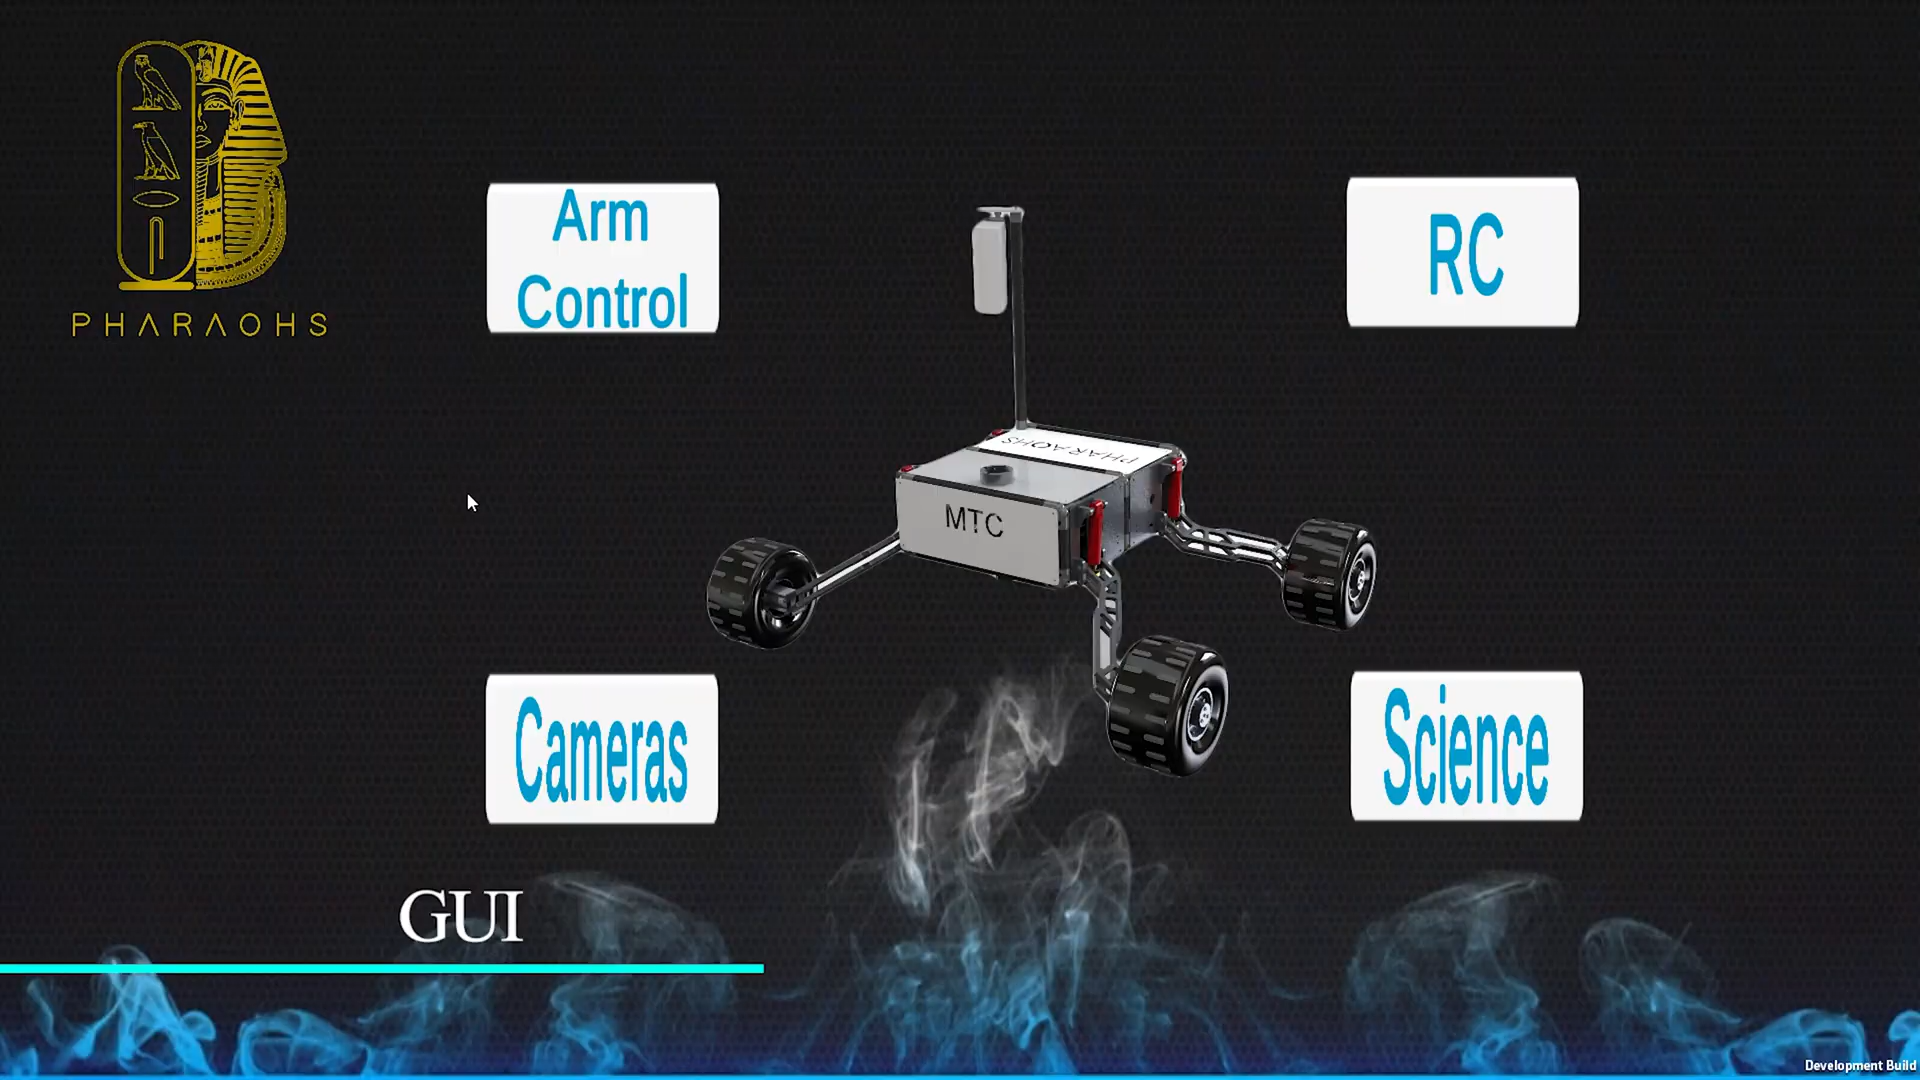 PHARAOHS
Arm
Control
RC
PHARAOHS
MTC
Cameras
Science
GUI
Development Build